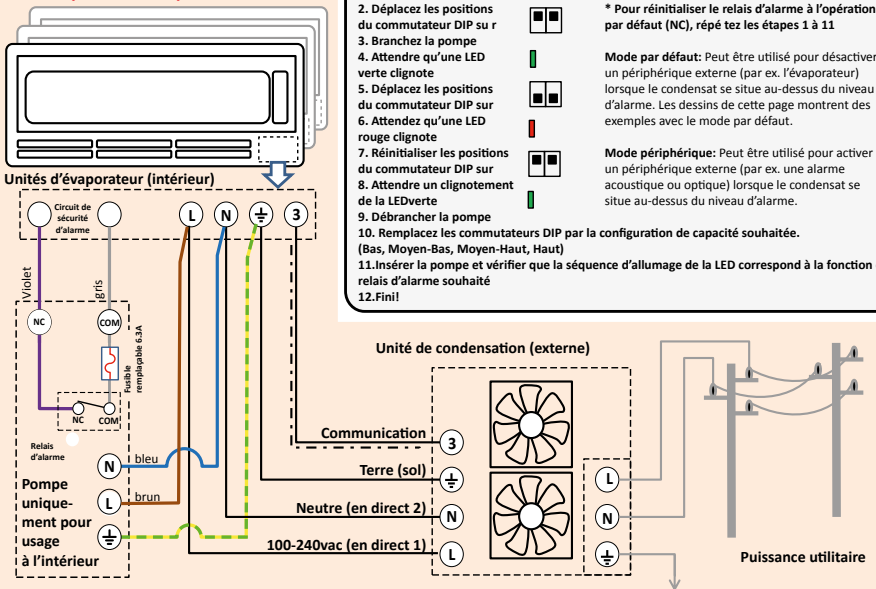 2. Déplacez les positions
du commutateur DIP su r
3. Branchez la pompe
4. Attendre qu'une LED
verte clignote
5. Déplacez les positions
du commutateur DIP sur
6. Attendez qu'une LED
rouge clignote
7. Réinitialiser les positions
du commutateur DIP sur
8. Attendre un clignotement
de la LEDverte
9. Débrancher la pompe
10. Remplacez les commutateurs DIP par la configuration de capacité souhaitée.
(Bas, Moyen-Bas, Moyen-Haut, Haut)
11.Insérer la pompe et vérifier que la séquence d'allumage de la LED correspond à la fonction
relais d'alarme souhaité
12.Fini!
* Pour réinitialiser le relais d'alarme à l'opération
par défaut (NC), répé tez les étapes 1 à 11
Mode par défaut: Peut être utilisé pour désactiver
un périphérique externe (par ex. l'évaporateur)
lorsque le condensat se situe au-dessus du niveau
d'alarme. Les dessins de cette page montrent des
exemples avec le mode par défaut.
Mode périphérique: Peut être utilisé pour activer
un périphérique externe (par ex. une alarme
acoustique ou optique) lorsque le condensat se
situe au-dessus du niveau d'alarme.
Unités d'évaporateur (intérieur)
Circuit de
sécurité
d'alarme
L
N
3
Violet
gris
NC
COM
Fusible
remplaçable 6.3A
NC
COM
Relais
d'alarme
N
bleu
L
brun
Pompe
unique-
ment pour
usage
à l'intérieur
Unité de condensation (externe)
Communication
3
Terre (sol)
Neutre (en direct 2)
N
100-240vac (en direct 1)
L
L
N
Puissance utilitaire